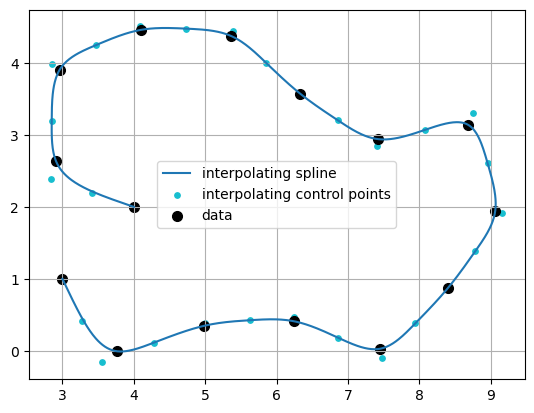 4
3
2
1
0
interpolating spline
interpolating control points
data
3 4 5 6 7 8 9